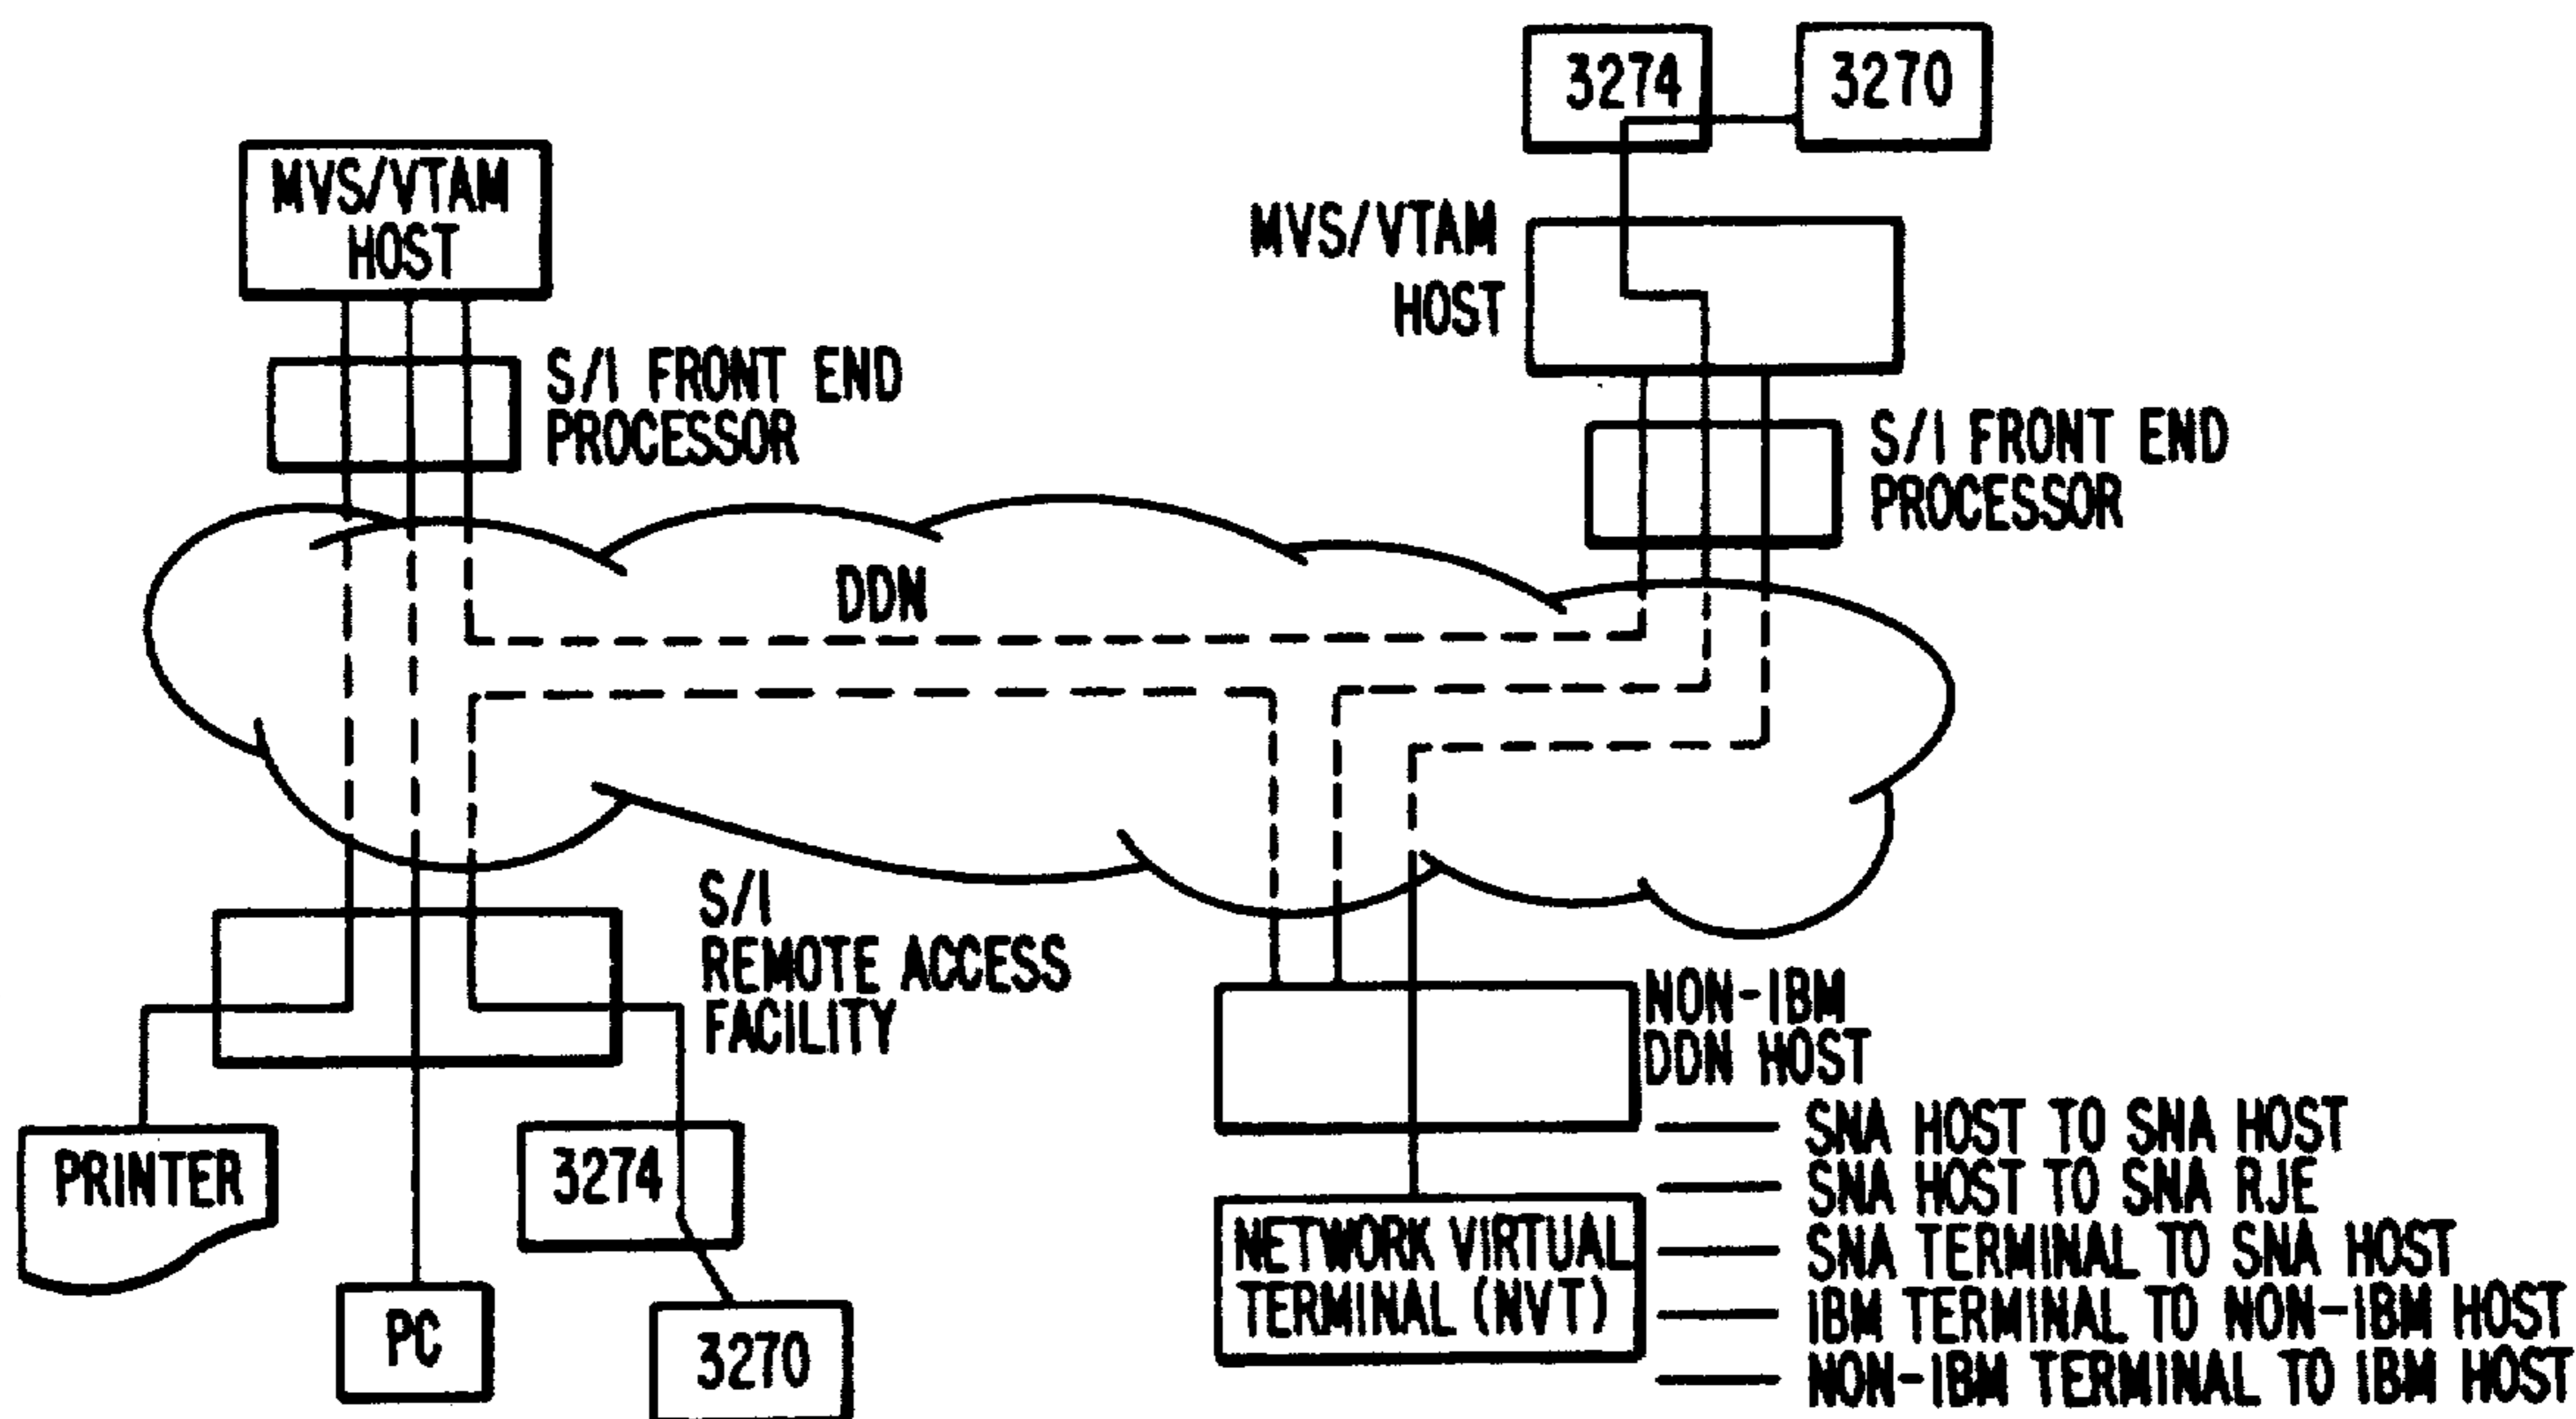 3274
3270
MVS/VTAM
HOST
MVS/VTAM
HOST
S/1 FRONT END
PROCESSOR
S/1 FRONT END
PROCESSOR
DDN
S/1
REMOTE ACCESS
FACILITY
NON-IBM
DDN HOST
PRINTER
3274
PC
3270
NETWORK VIRTUAL
TERMINAL (NVT)
SNA HOST TO SNA HOST
SNA HOST TO SNA RJE
SNA TERMINAL TO SNA HOST
IBM TERMINAL TO NON-IBM HOST
NON-IBM TERMINAL TO IBM HOST